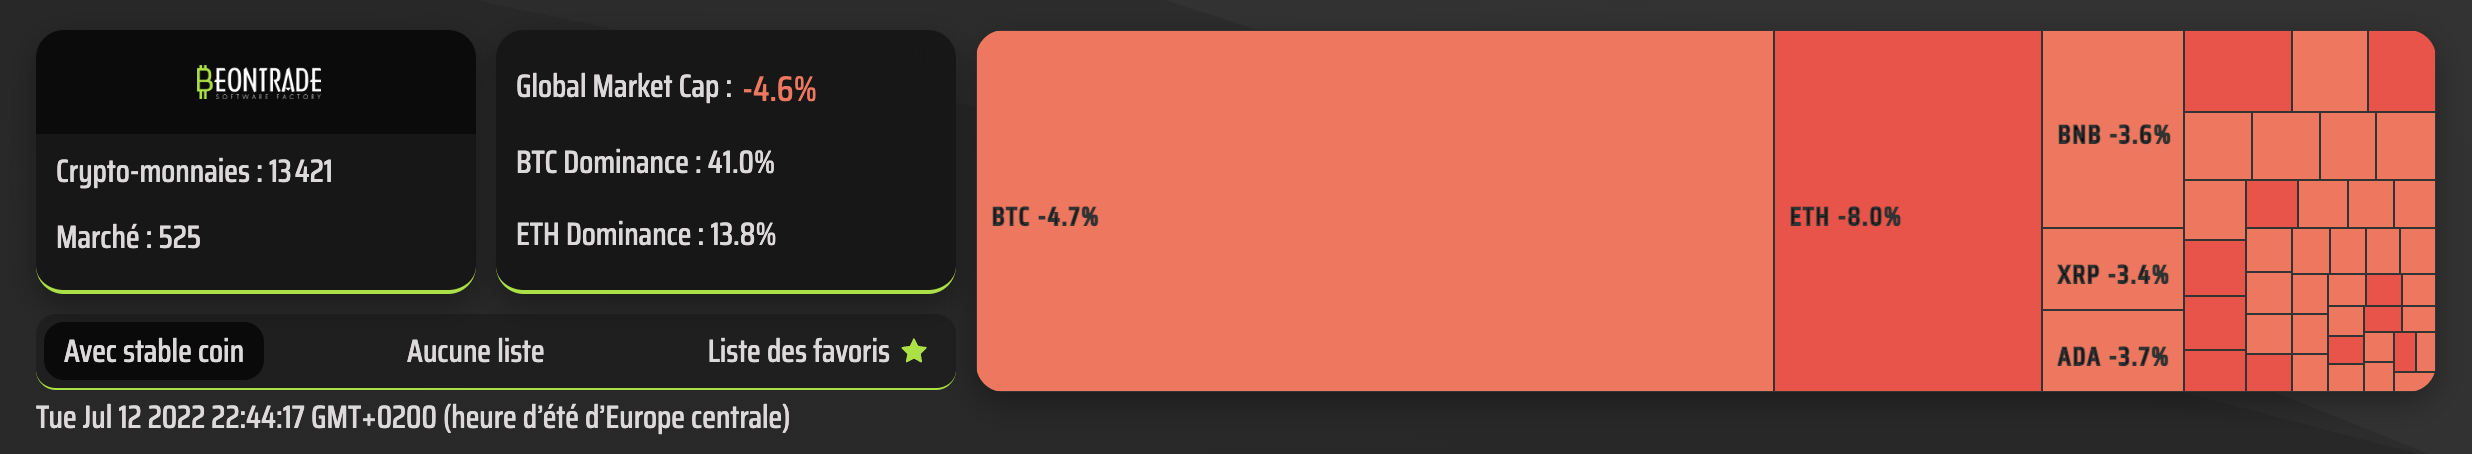 BEONTRADE
SOFTWARE FACTORY
Crypto-monnaies : 13 421
Marché : 525
Global Market Cap : -4.6%
BTC Dominance : 41.0%
ETH Dominance : 13.8%
Avec stable coin
Aucune liste
Liste des favoris
Tue Jul 12 2022 22:44:17 GMT+0200 (heure d’été d’Europe centrale)
BTC -4.7%
ETH -8.0%
BNB -3.6%
XRP -3.4%
ADA -3.7%